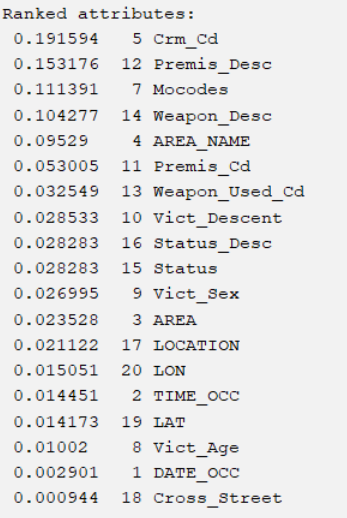 Ranked attributes:
0.191594 5 Crm_Cd
0.153176 12 Premis_Desc
0.111391 7 Mocodes
0.104277 14 Weapon_Desc
0.09529 4 AREA_NAME
0.053005 11 Premis_Cd
0.032549 13 Weapon_Used_Cd
0.028533 10 Vict_Descent
0.028283 16 Status_Desc
0.028283 15 Status
0.026995 9 Vict_Sex
0.023528 3 AREA
0.021122 17 LOCATION
0.015051 20 LON
0.014451 2 TIME_OCC
0.014173 19 LAT
0.01002 8 Vict_Age
0.002901 1 DATE_OCC
0.000944 18 Cross_Street